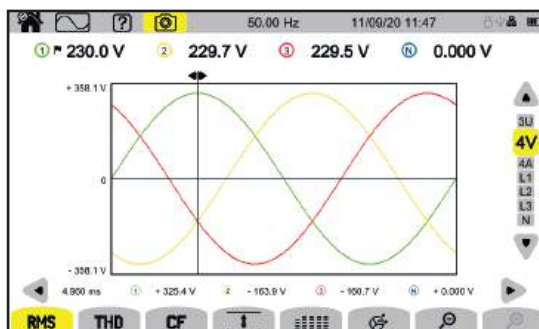 ? 50.00 Hz 11/09/20 11:47
1 230.0 V 2 229.7 V 3 229.5 V N 0.000 V
+ 358.1 V
0
- 358.1 V
3U
4V
4A
L1
L2
L3
N
4.960 ms 1 + 325.4 V 2 - 163.9 V 3 - 160.7 V N + 0.000 V
RMS THD CF